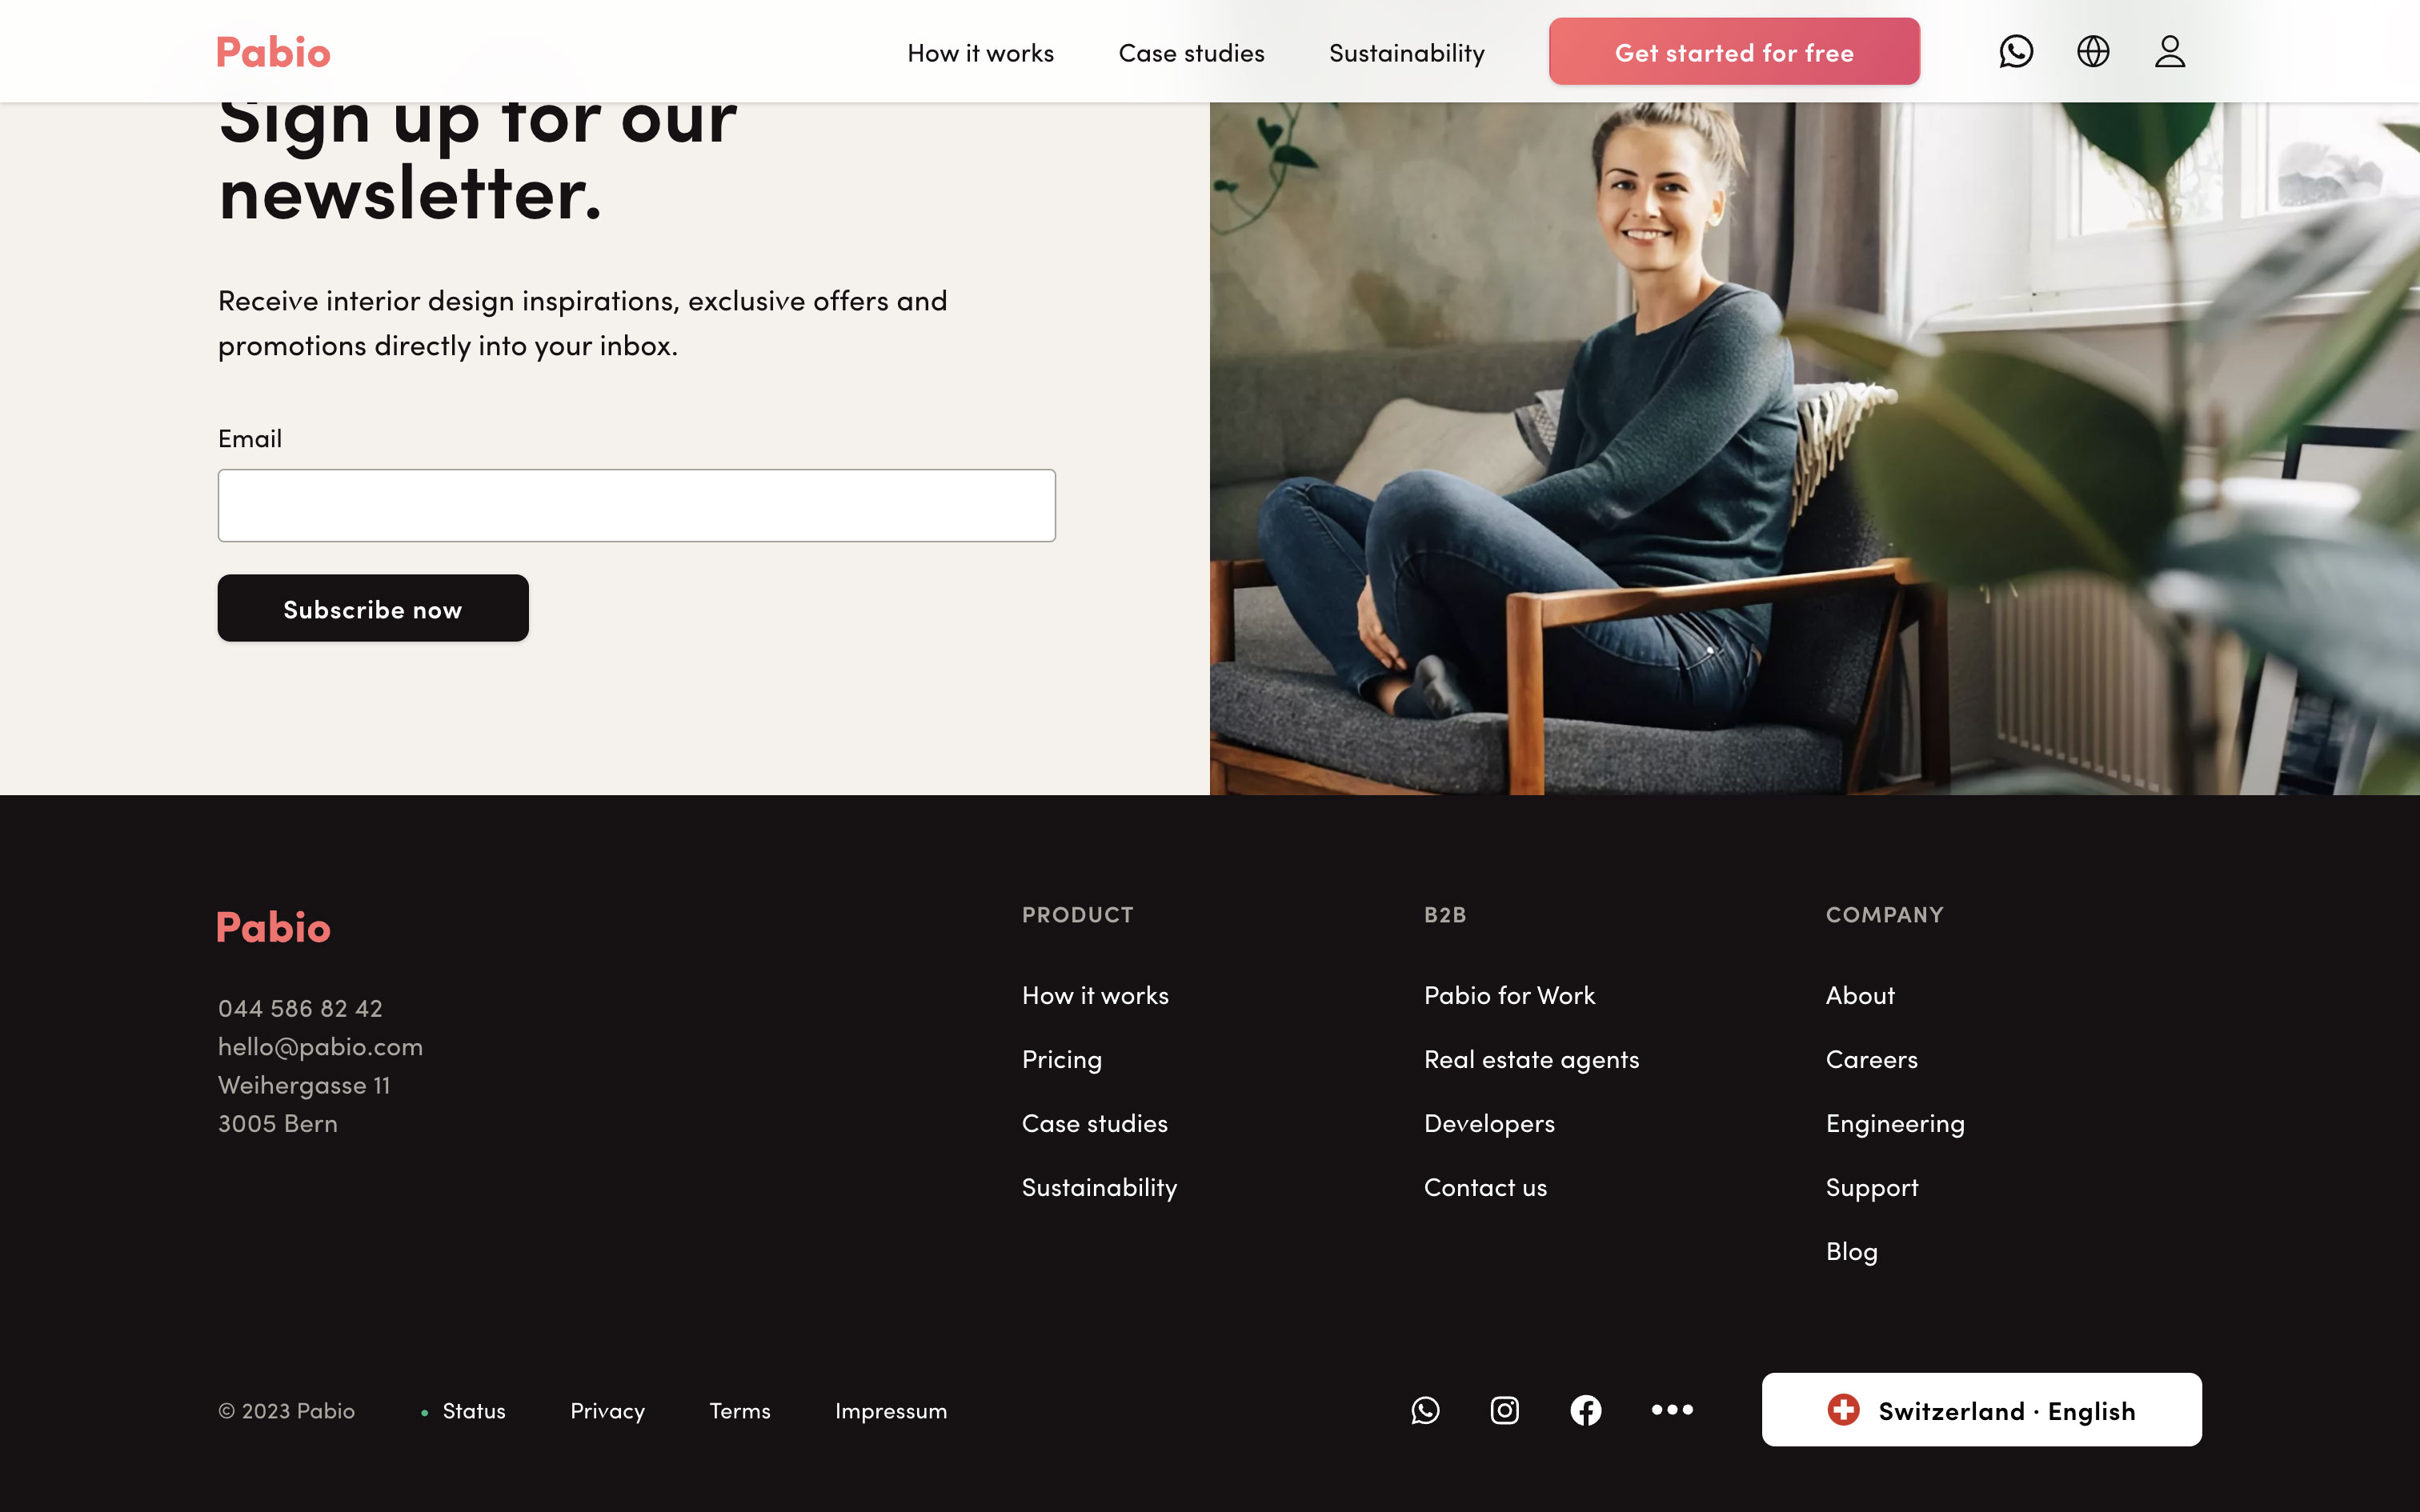 Pabio
How it works
Case studies
Sustainability
Get started for free
Sign up for our
newsletter.
Receive interior design inspirations, exclusive offers and
promotions directly into your inbox.
Email
Subscribe now
Pabio
044 586 82 42
hello@pabio.com
Weihergasse 11
3005 Bern
PRODUCT
How it works
Pricing
Case studies
Sustainability
B2B
Pabio for Work
Real estate agents
Developers
Contact us
COMPANY
About
Careers
Engineering
Support
Blog
© 2023 Pabio
• Status
Privacy
Terms
Impressum
Switzerland · English